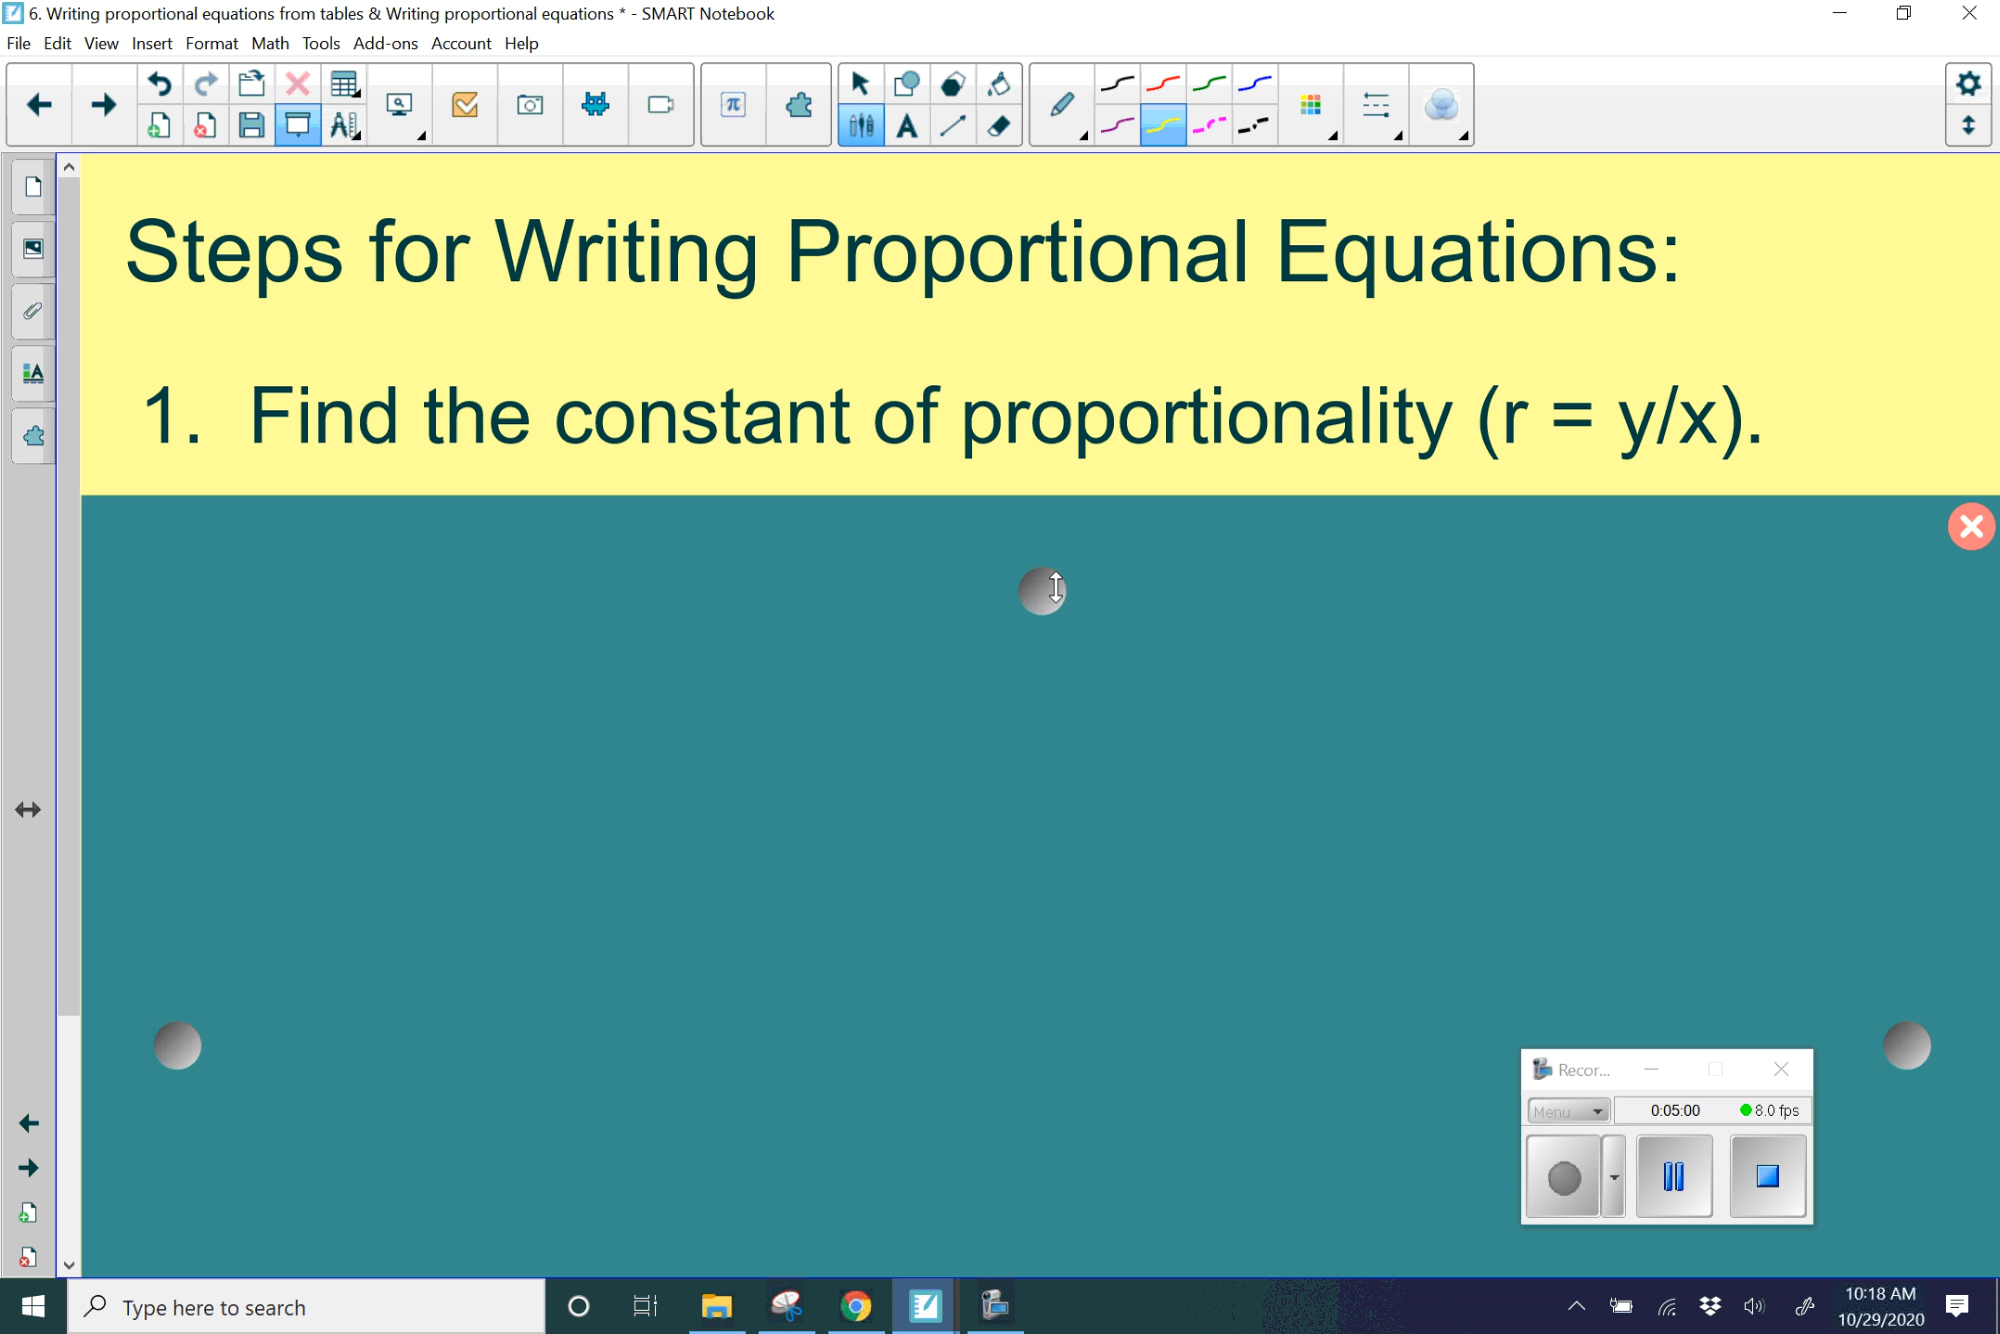 6. Writing proportional equations from tables & Writing proportional equations * - SMART Notebook
File Edit View Insert Format Math Tools Add-ons Account Help
Steps for Writing Proportional Equations:
1. Find the constant of proportionality (r = y/x).
Recor...
Menu 0:05:00 8.0 fps
Type here to search
10:18 AM
10/29/2020